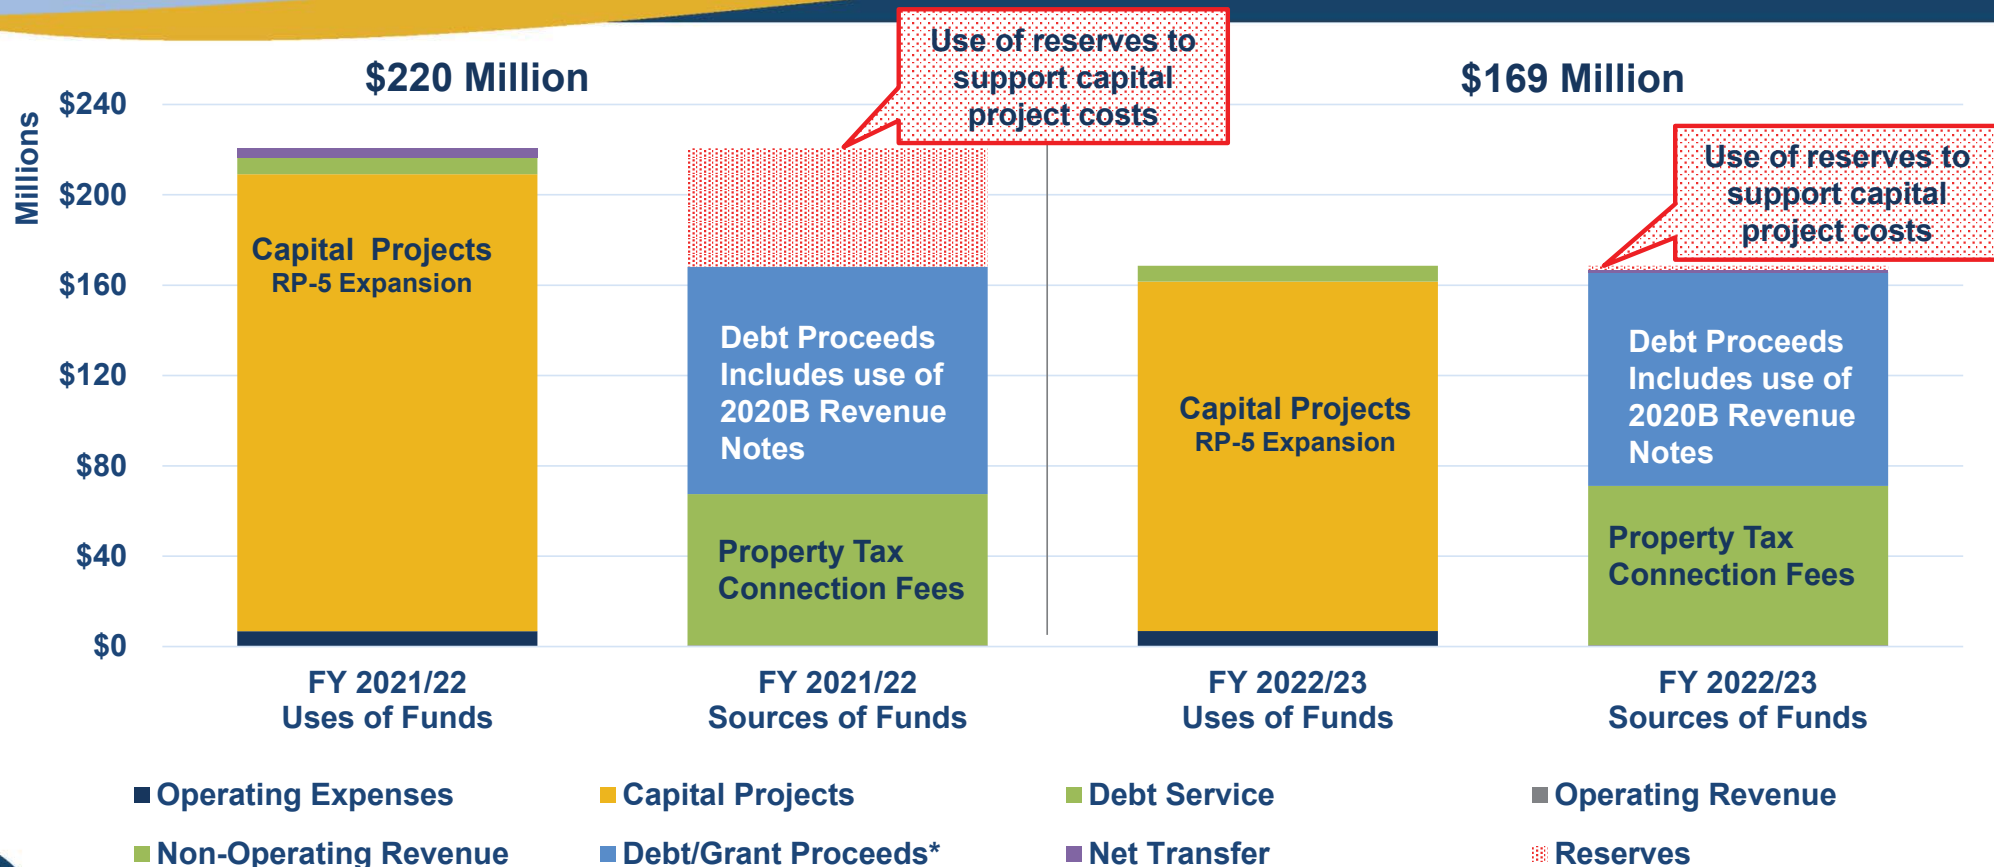 $220 Million
$169 Million
Use of reserves to
support capital
project costs
Use of reserves to
support capital
project costs
Millions
$240
$200
$160
$120
$80
$40
$0
Capital Projects
RP-5 Expansion
Debt Proceeds
Includes use of
2020B Revenue
Notes
Property Tax
Connection Fees
Capital Projects
RP-5 Expansion
Debt Proceeds
Includes use of
2020B Revenue
Notes
Property Tax
Connection Fees
FY 2021/22
Uses of Funds
FY 2021/22
Sources of Funds
FY 2022/23
Uses of Funds
FY 2022/23
Sources of Funds
Operating Expenses
Capital Projects
Debt Service
Operating Revenue
Non-Operating Revenue
Debt/Grant Proceeds*
Net Transfer
Reserves